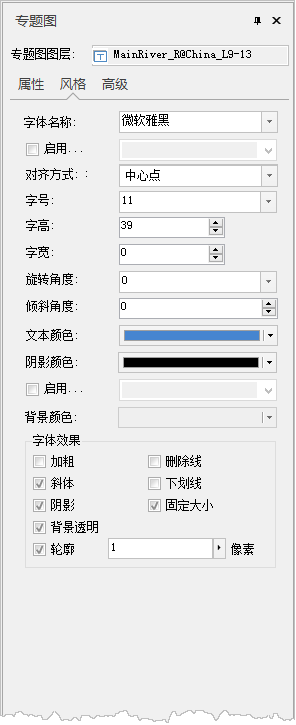 专题图
专题图图层: MainRiver_R@China_L9-13
属性 风格 高级
字体名称: 微软雅黑
启用...
对齐方式:: 中心点
字号: 11
字高: 39
字宽: 0
旋转角度: 0
倾斜角度: 0
文本颜色:
阴影颜色:
启用...
背景颜色:
字体效果
加粗 删除线
斜体 下划线
阴影 固定大小
背景透明
轮廓 1 像素